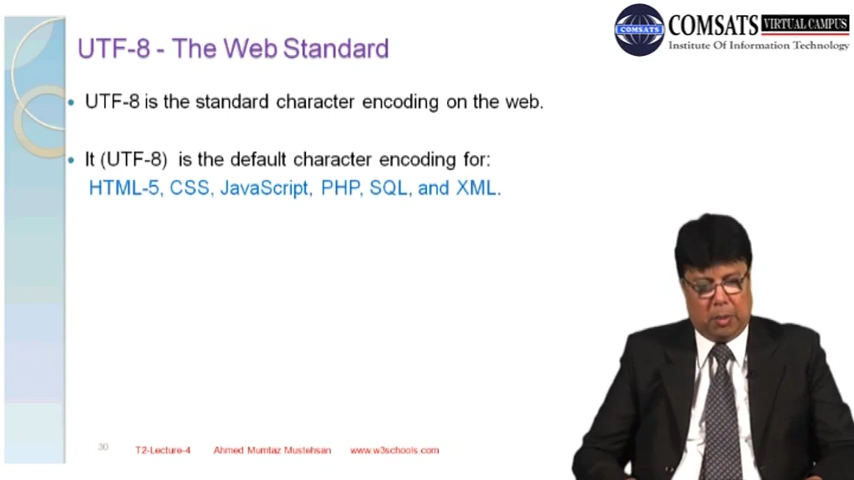 COMSATS VIRTUAL CAMPUS
COMSATS
Institute Of Information Technology
UTF-8 - The Web Standard
• UTF-8 is the standard character encoding on the web.
• It (UTF-8) is the default character encoding for:
HTML-5, CSS, JavaScript, PHP, SQL, and XML.
30 T2-Lecture-4 Ahmed Mumtaz Mustehsan www.w3schools.com